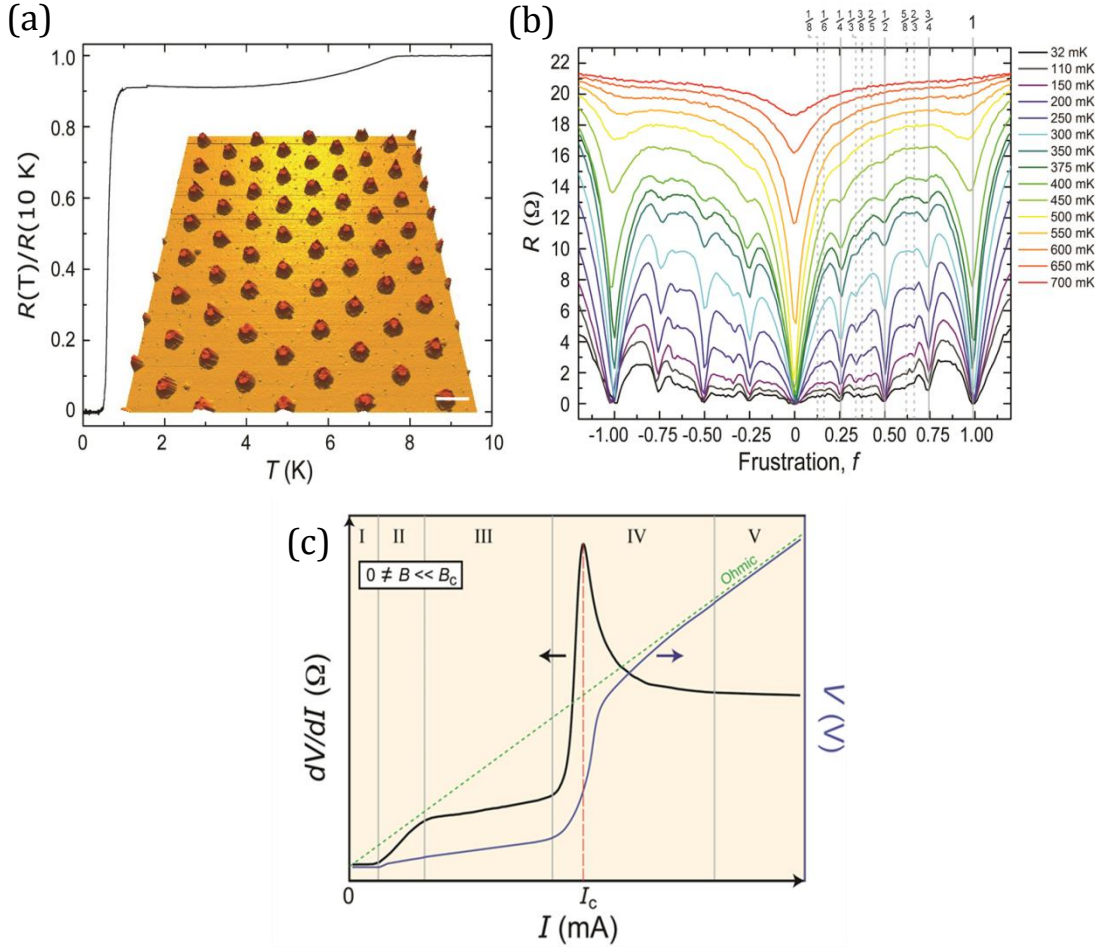 (a)
1.0
0.8
0.6
0.4
0.2
0
R(T)/R(10 K)
0 2 4 6 8 10
T (K)
(b)
1/8 1/6 1/4 1/3 3/8 2/5 1/2 5/8 2/3 3/4 1
22
20
18
16
14
12
10
8
6
4
2
0
R (Ω)
-1.00 -0.75 -0.50 -0.25 0 0.25 0.50 0.75 1.00
Frustration, f
32 mK
110 mK
150 mK
200 mK
250 mK
300 mK
350 mK
375 mK
400 mK
450 mK
500 mK
550 mK
600 mK
650 mK
700 mK
(c)
I II III IV V
0 ≠ B << Bc
Ohmic
dV/dI (Ω)
V (V)
0 Ic
I (mA)